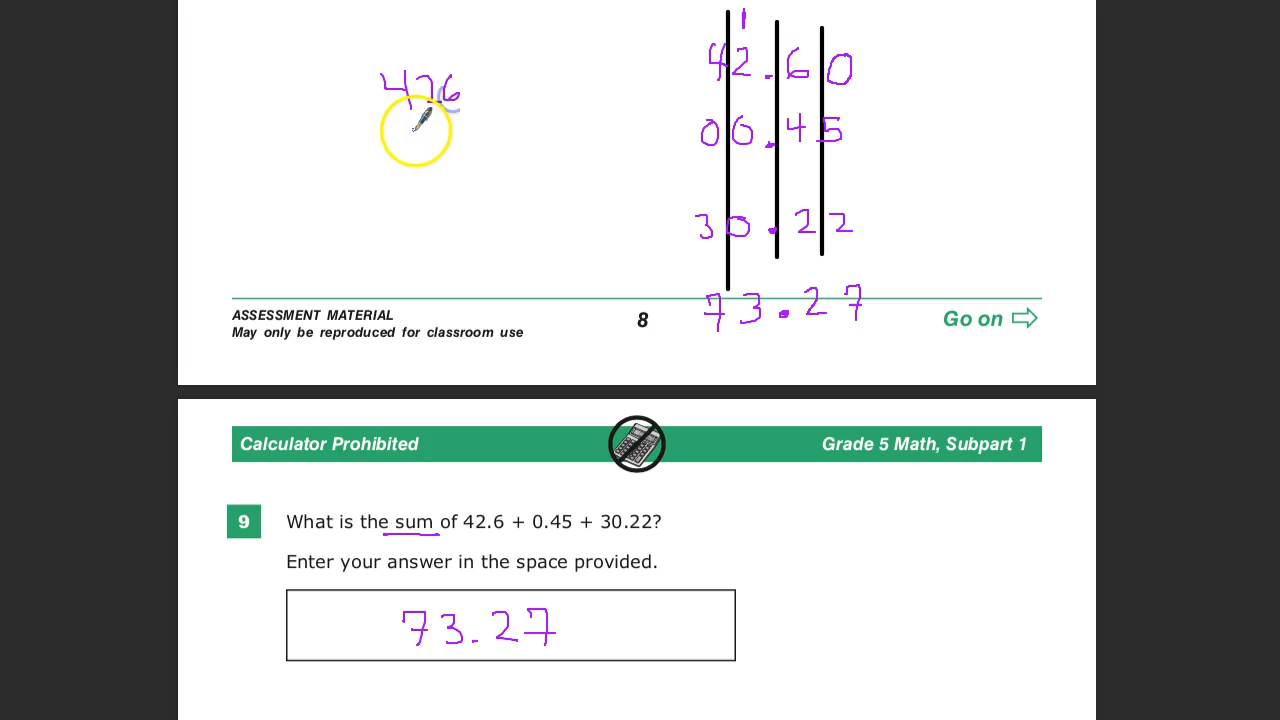 1
42.60
476
00.45
30.22
73.27
ASSESSMENT MATERIAL
May only be reproduced for classroom use
8
Go on
Calculator Prohibited
Grade 5 Math, Subpart 1
9
What is the sum of 42.6 + 0.45 + 30.22?
Enter your answer in the space provided.
73.27